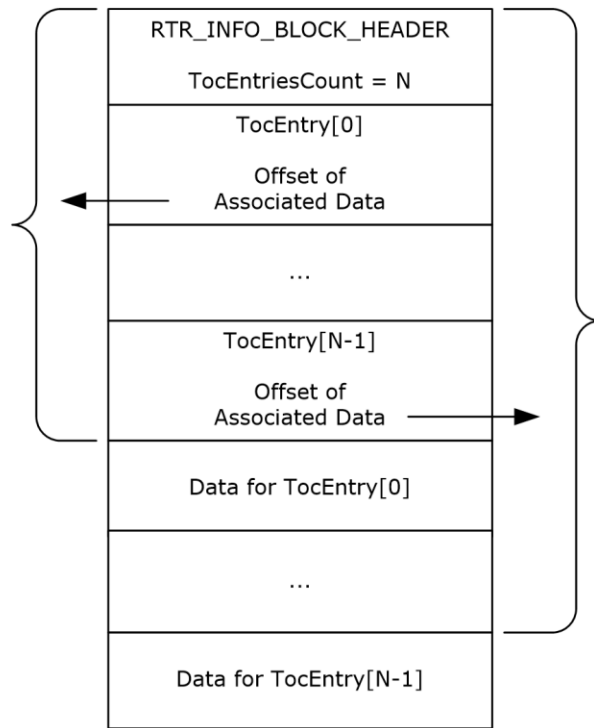 RTR_INFO_BLOCK_HEADER
TocEntriesCount = N
TocEntry[0]
Offset of
Associated Data
...
TocEntry[N-1]
Offset of
Associated Data
Data for TocEntry[0]
...
Data for TocEntry[N-1]